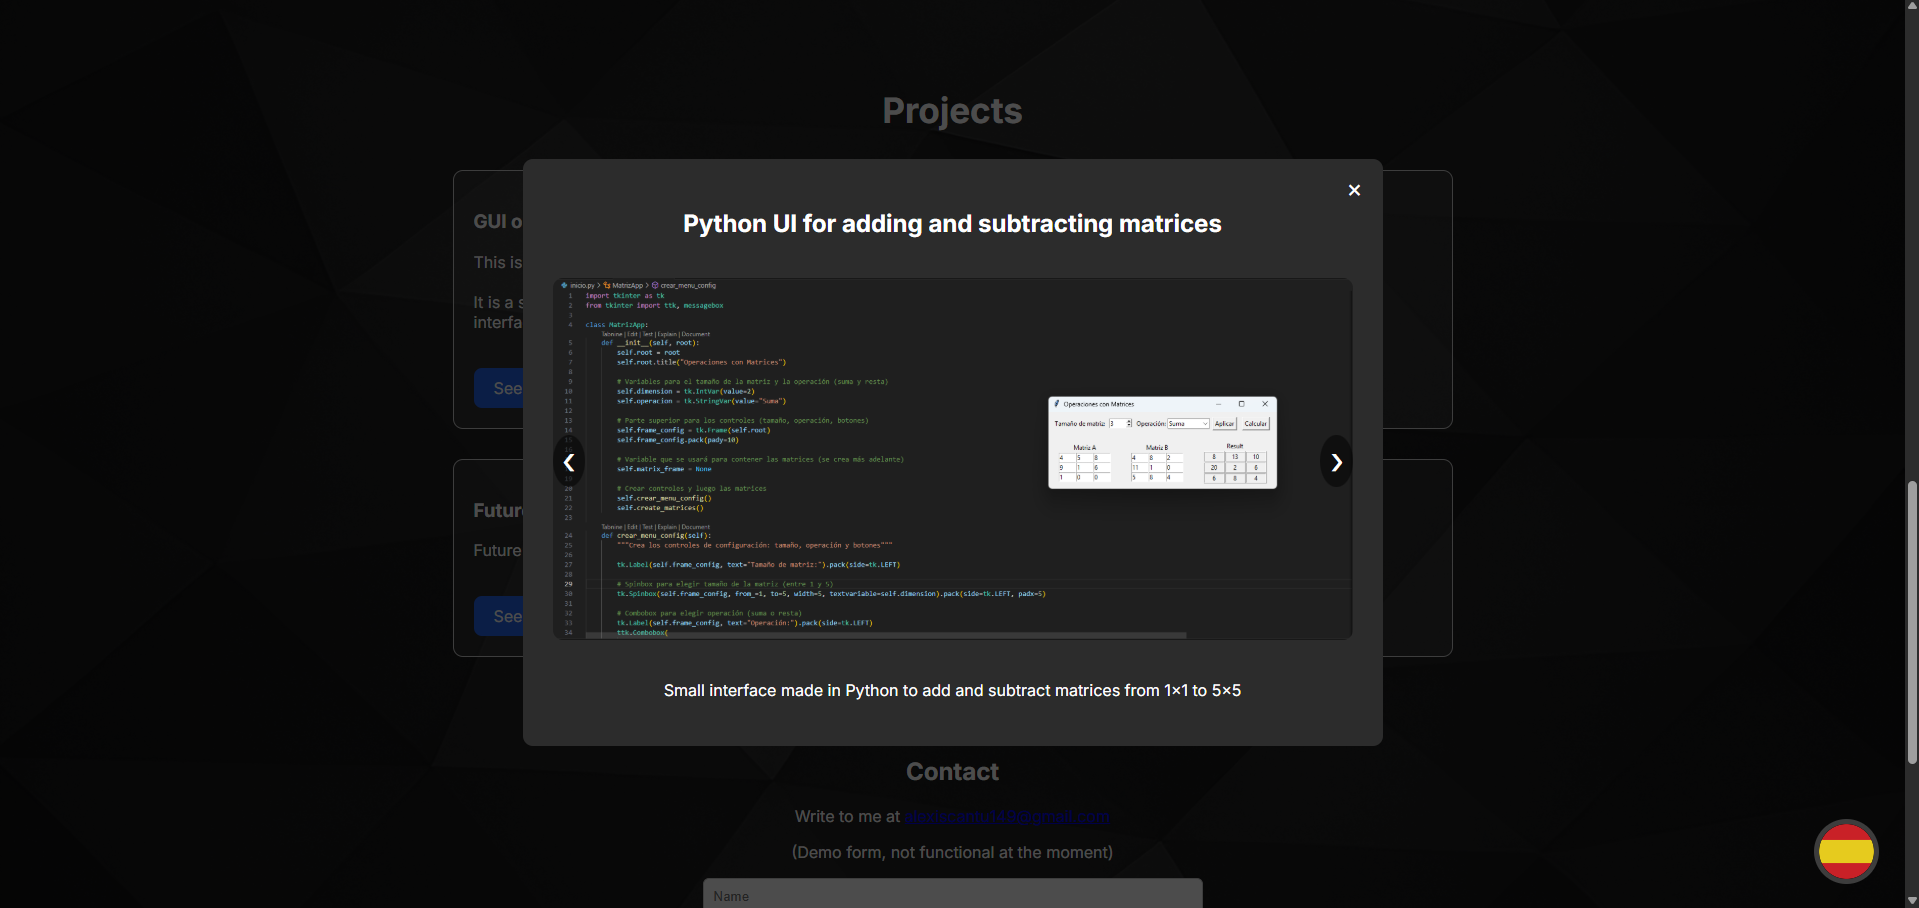 Projects
GUI o
This is
It is a s
interfa
See
Futur
Future
See
×
Python UI for adding and subtracting matrices
inicio.py > MatrizApp > crear_menu_config
1 import tkinter as tk
2 from tkinter import ttk, messagebox
3
4 class MatrizApp:
Tabnine | Edit | Test | Explain | Document
5 def __init__(self, root):
6 self.root = root
7 self.root.title("Operaciones con Matrices")
8
9 # Variables para el tamaño de la matriz y la operación (suma y resta)
10 self.dimension = tk.IntVar(value=2)
11 self.operacion = tk.StringVar(value="Suma")
12
13 # Parte superior para los controles (tamaño, operación, botones)
14 self.frame_config = tk.Frame(self.root)
15 self.frame_config.pack(pady=10)
# Variable que se usará para contener las matrices (se crea más adelante)
self.matrix_frame = None
20 # Crear controles y luego las matrices
21 self.crear_menu_config()
22 self.create_matrices()
23
Tabnine | Edit | Test | Explain | Document
24 def crear_menu_config(self):
25 """Crea los controles de configuración: tamaño, operación y botones"""
26
27 tk.Label(self.frame_config, text="Tamaño de matriz:").pack(side=tk.LEFT)
28
29 # Spinbox para elegir tamaño de la matriz (entre 1 y 5)
30 tk.Spinbox(self.frame_config, from_=1, to=5, width=5, textvariable=self.dimension).pack(side=tk.LEFT, padx=5)
31
32 # Combobox para elegir operación (suma o resta)
33 tk.Label(self.frame_config, text="Operación:").pack(side=tk.LEFT)
34 ttk.Combobox(
Operaciones con Matrices
Tamaño de matriz: 3 Operación: Suma Aplicar Calcular
Matriz A Matriz B Result
4 5 8 4 8 2 8 13 10
9 1 6 11 1 0 20 2 6
1 0 0 5 8 4 6 8 4
❮
❯
Small interface made in Python to add and subtract matrices from 1×1 to 5×5
Contact
Write to me at
(Demo form, not functional at the moment)
Name